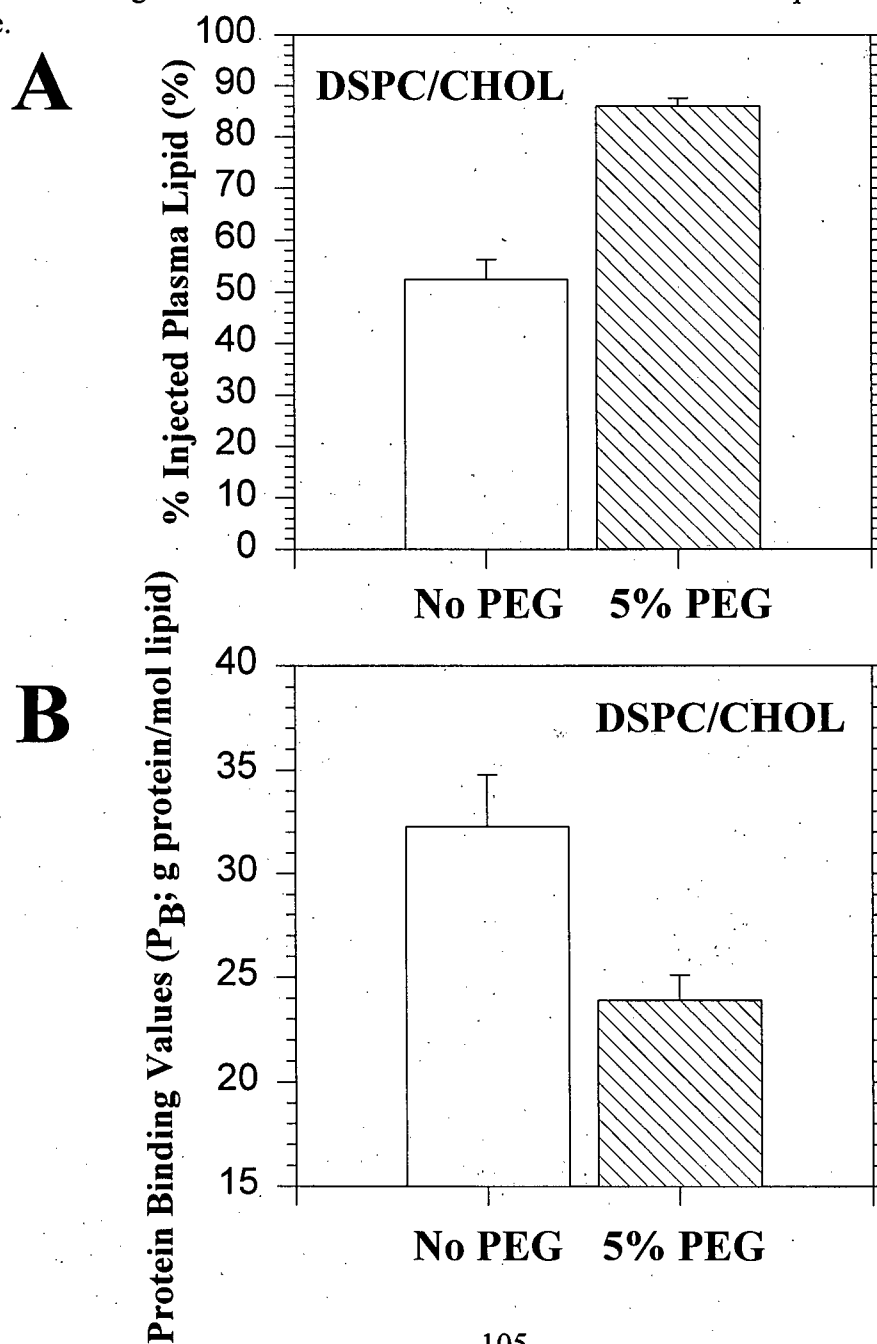 e.
A
% Injected Plasma Lipid (%)
100
90
80
70
60
50
40
30
20
10
0
DSPC/CHOL
No PEG 5% PEG
B
Protein Binding Values (PB; g protein/mol lipid)
40
35
30
25
20
15
DSPC/CHOL
No PEG 5% PEG
105